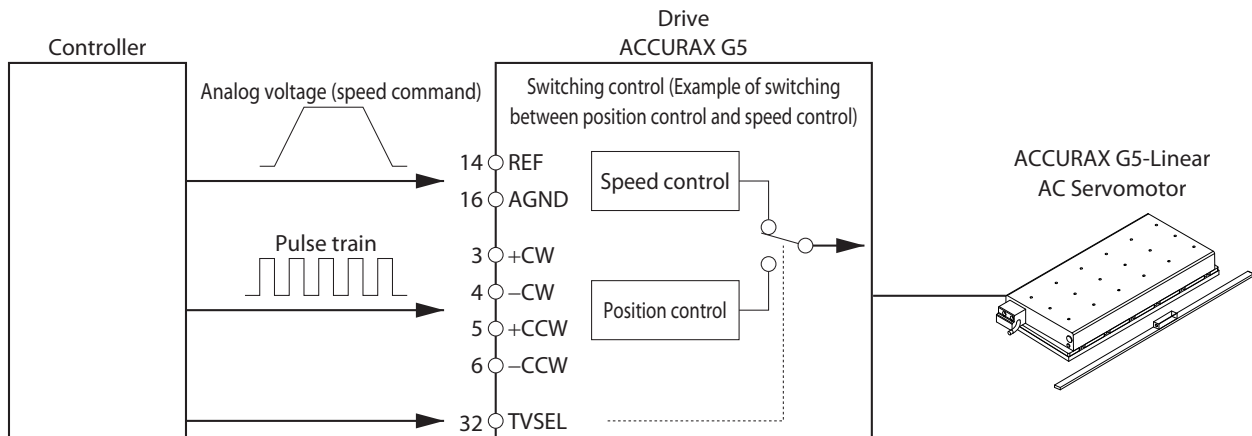 Controller
Drive
ACCURAX G5
Analog voltage (speed command)
Switching control (Example of switching
between position control and speed control)
14 REF
16 AGND
Speed control
Pulse train
3 +CW
4 −CW
5 +CCW
6 −CCW
Position control
32 TVSEL
ACCURAX G5-Linear
AC Servomotor